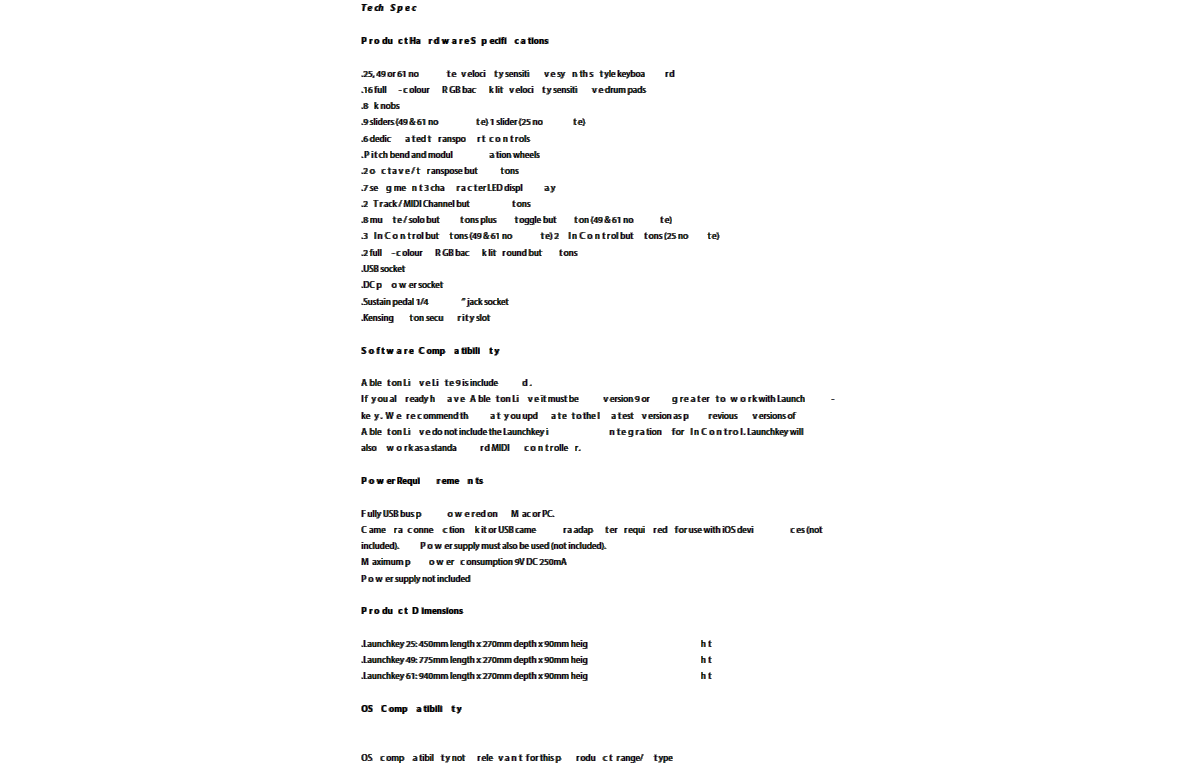 Tech Spec
Product Hardware Specifications
.25, 49 or 61 note velocity sensitive synth style keyboard
.16 full-colour RGB backlit velocity sensitive drum pads
.8 knobs
.9 sliders (49 & 61 note) 1 slider (25 note)
.6 dedicated transport controls
.Pitch bend and modulation wheels
.2 octave/transpose buttons
.7 segment 3 character LED display
.2 Track / MIDI Channel buttons
.8 mute/solo buttons plus toggle button (49 & 61 note)
.3 InControl buttons (49 & 61 note) 2 InControl buttons (25 note)
.2 full-colour RGB backlit round buttons
.USB socket
.DC power socket
.Sustain pedal 1/4” jack socket
.Kensington security slot
Software Compatibility
Ableton Live Lite 9 is included.
If you already have Ableton Live it must be version 9 or greater to work with Launch-
key. We recommend that you update to the latest version as previous versions of
Ableton Live do not include the Launchkey integration for InControl. Launchkey will
also work as a standard MIDI controller.
Power Requirements
Fully USB bus powered on Mac or PC.
Camera connection kit or USB camera adapter required for use with iOS devices (not
included). Power supply must also be used (not included).
Maximum power consumption 9V DC 250mA
Power supply not included
Product Dimensions
.Launchkey 25: 450mm length x 270mm depth x 90mm height
.Launchkey 49: 775mm length x 270mm depth x 90mm height
.Launchkey 61: 940mm length x 270mm depth x 90mm height
OS Compatibility
OS compatibilty not relevant for this product range/type